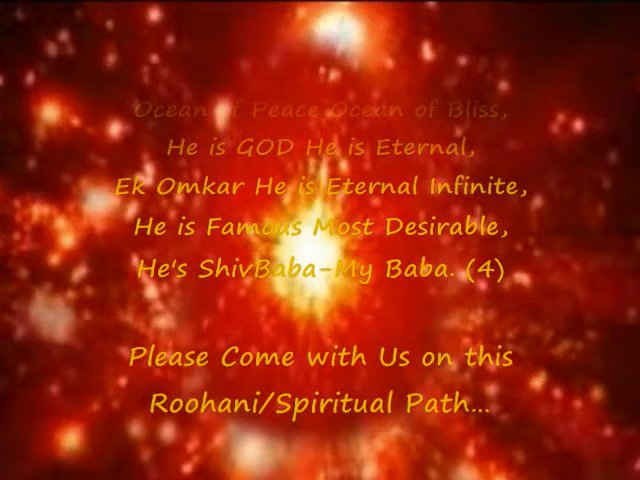 Ocean of Peace Ocean of Bliss,
He is GOD He is Eternal,
Ek Omkar He is Eternal Infinite,
He is Famous Most Desirable,
He's ShivBaba-My Baba. (4)
Please Come with Us on this
Roohani/Spiritual Path...